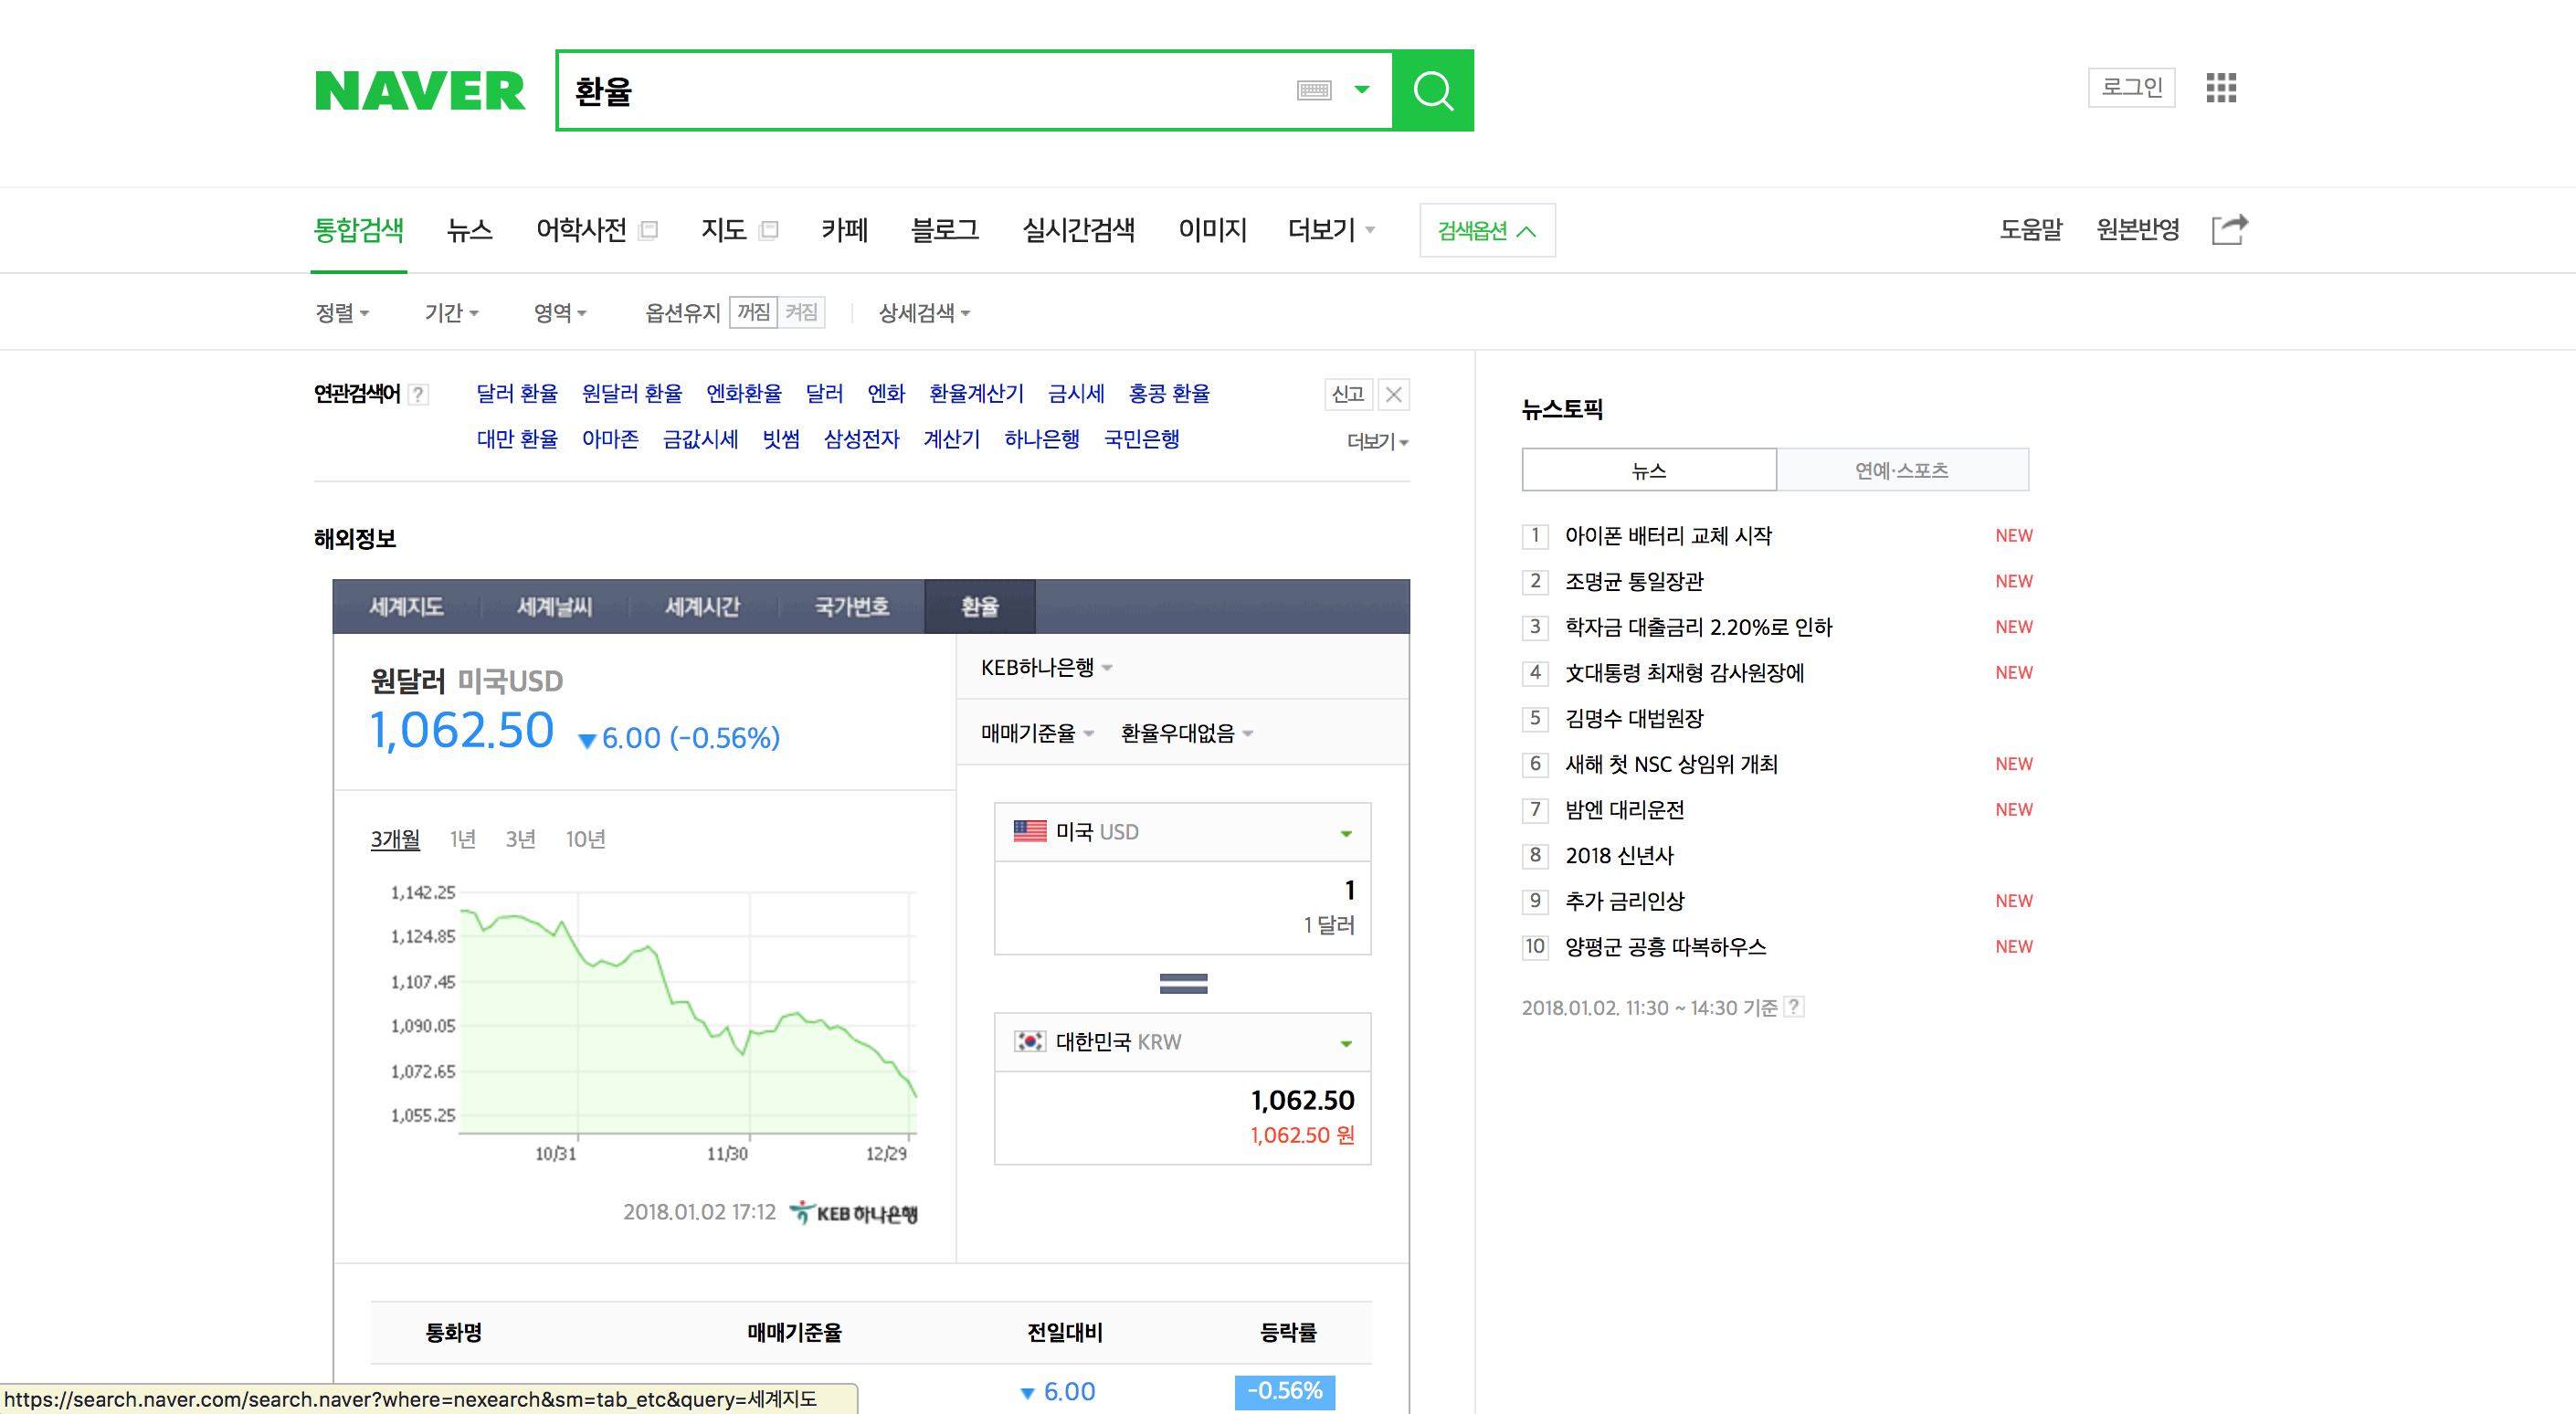 NAVER 환율 로그인
통합검색 뉴스 어학사전 지도 카페 블로그 실시간검색 이미지 더보기 검색옵션 도움말 원본반영
정렬 기간 영역 옵션유지 꺼짐 켜짐 상세검색
연관검색어 ? 달러 환율 원달러 환율 엔화환율 달러 엔화 환율계산기 금시세 홍콩 환율 신고
대만 환율 아마존 금값시세 빗썸 삼성전자 계산기 하나은행 국민은행 더보기
해외정보
세계지도 세계날씨 세계시간 국가번호 환율
원달러 미국USD
1,062.50 ▼6.00 (-0.56%)
3개월 1년 3년 10년
1,142.25
1,124.85
1,107.45
1,090.05
1,072.65
1,055.25
10/31 11/30 12/29
2018.01.02 17:12 KEB 하나은행
KEB하나은행
매매기준율 환율우대없음
미국 USD
1
1 달러
대한민국 KRW
1,062.50
1,062.50 원
통화명 매매기준율 전일대비 등락률
▼ 6.00 -0.56%
뉴스토픽
뉴스 연예·스포츠
1 아이폰 배터리 교체 시작 NEW
2 조명균 통일장관 NEW
3 학자금 대출금리 2.20%로 인하 NEW
4 文대통령 최재형 감사원장에 NEW
5 김명수 대법원장
6 새해 첫 NSC 상임위 개최 NEW
7 밤엔 대리운전 NEW
8 2018 신년사
9 추가 금리인상 NEW
10 양평군 공흥 따복하우스 NEW
2018.01.02. 11:30 ~ 14:30 기준 ?
https://search.naver.com/search.naver?where=nexearch&sm=tab_etc&query=세계지도